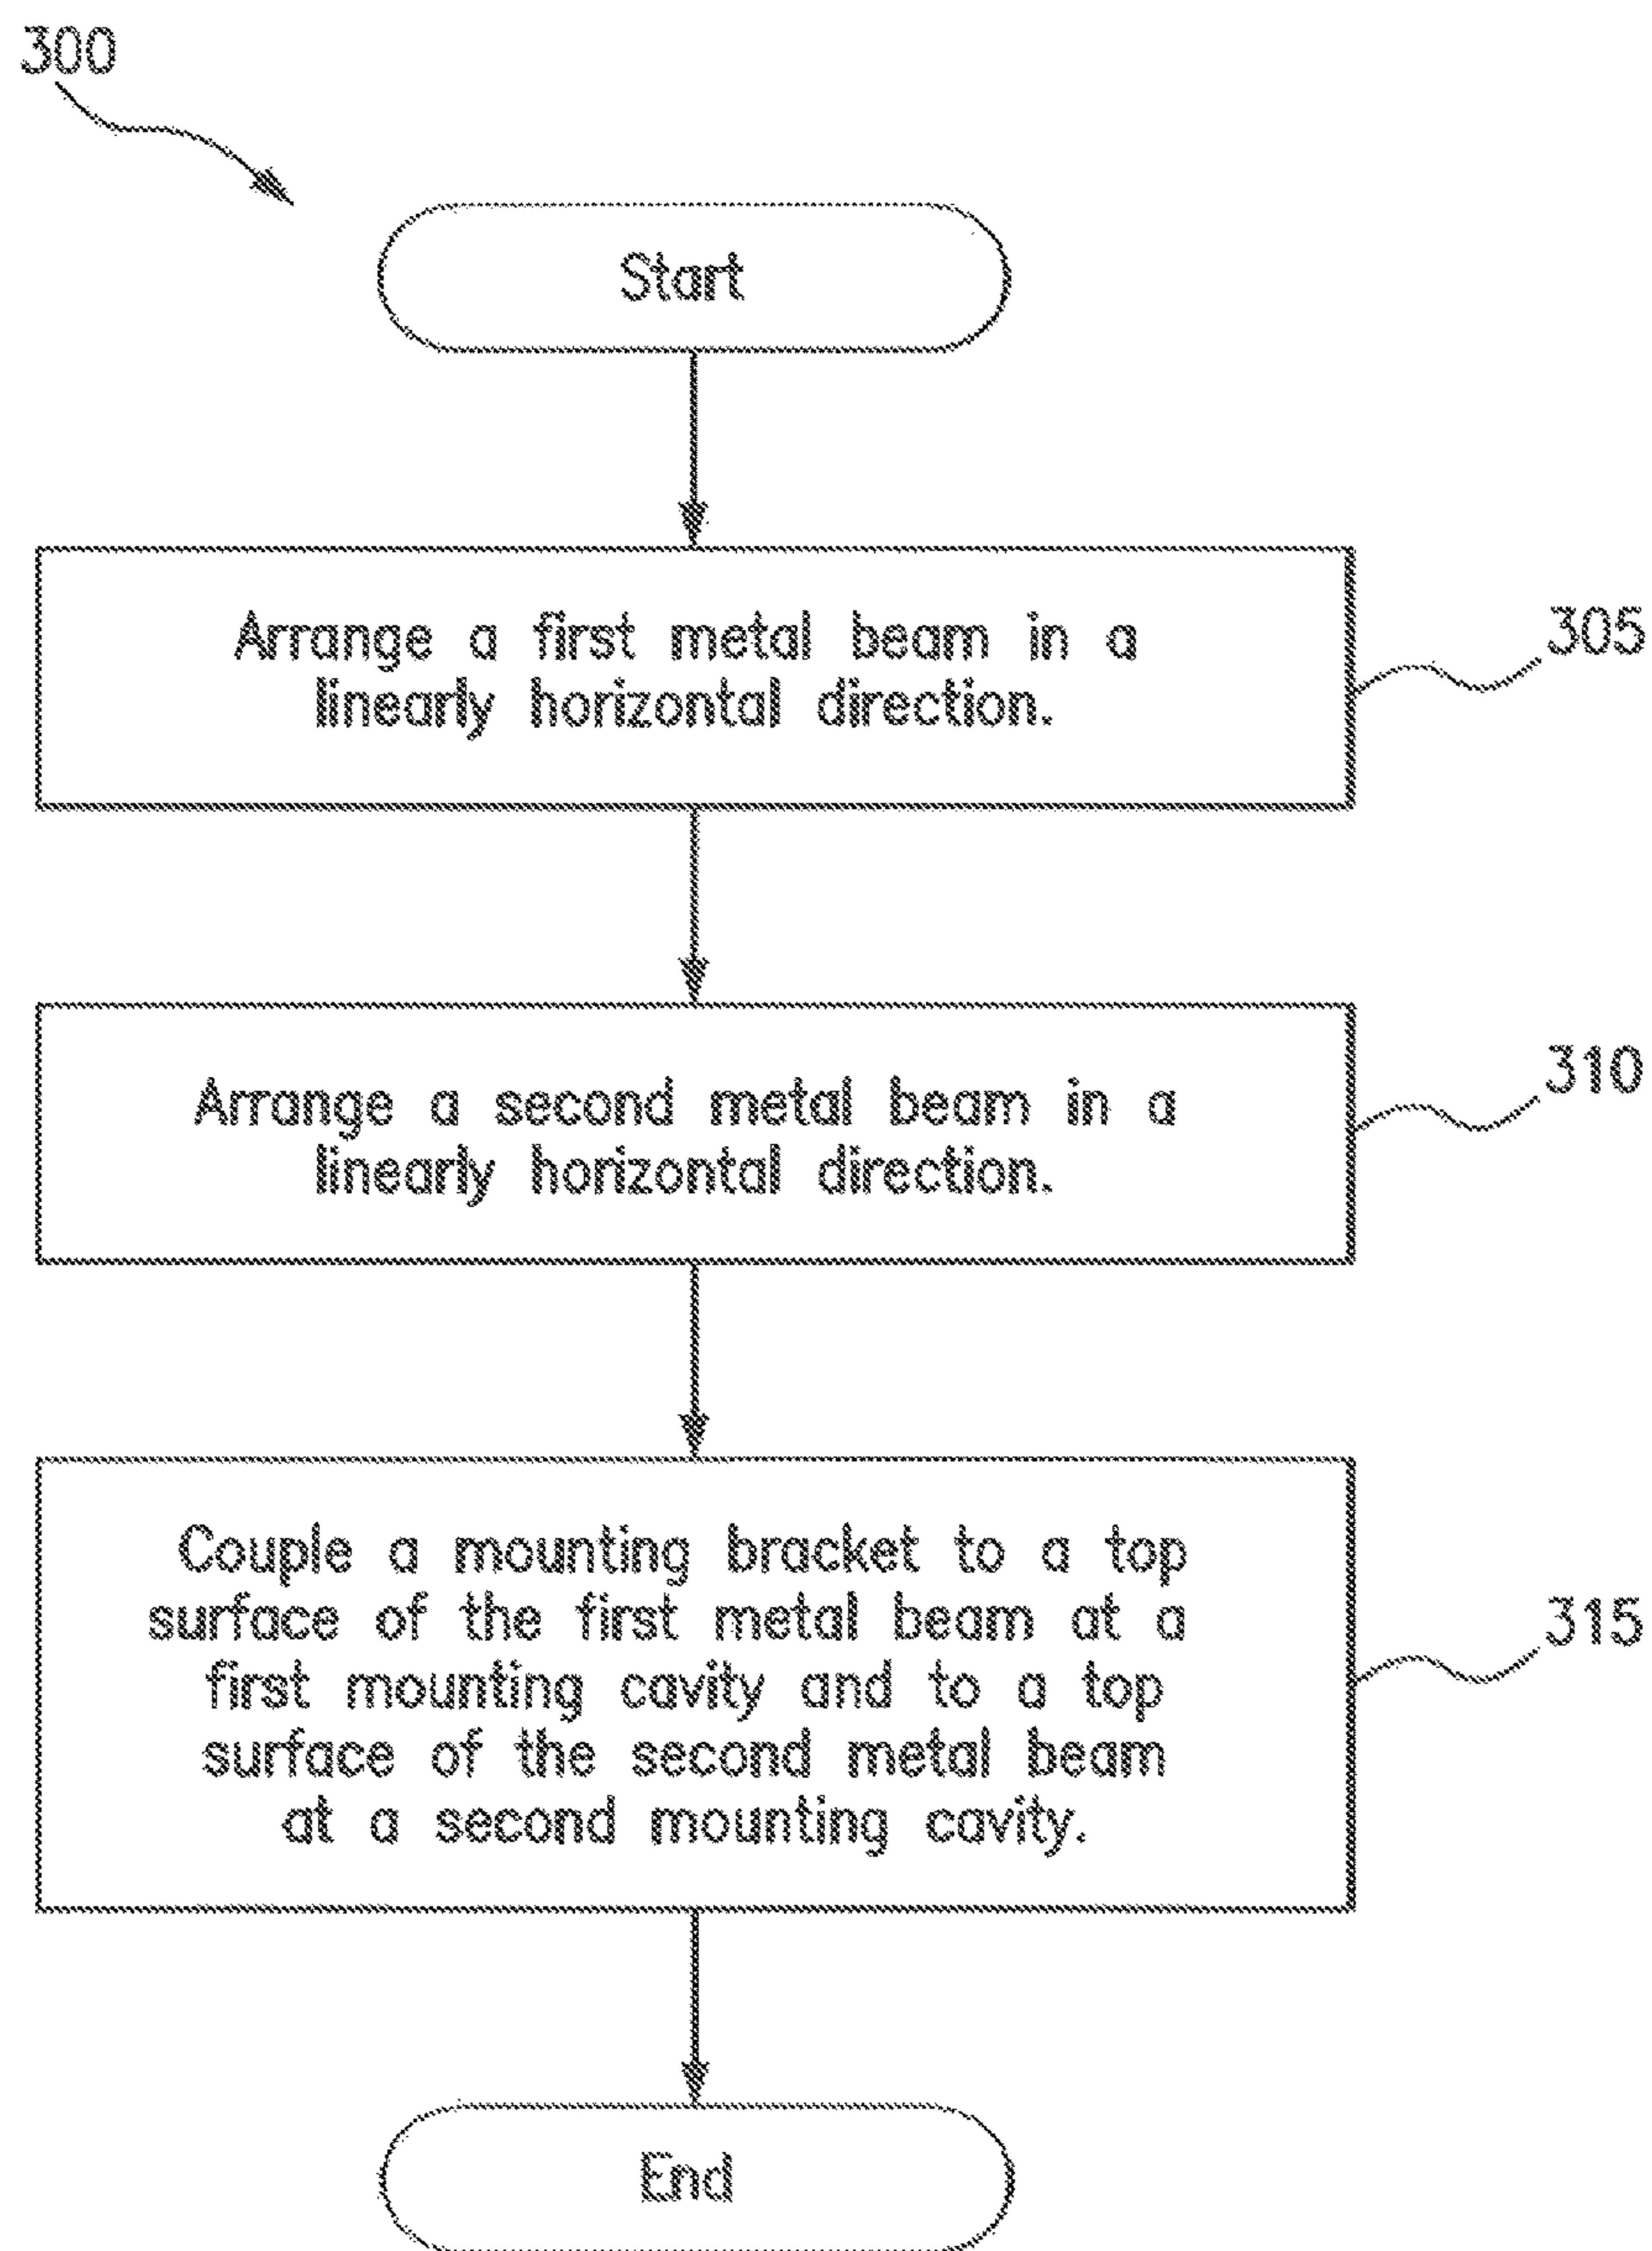 300
Start
Arrange a first metal beam in a
linearly horizontal direction.
305
Arrange a second metal beam in a
linearly horizontal direction.
310
Couple a mounting bracket to a top
surface of the first metal beam at a
first mounting cavity and to a top
surface of the second metal beam
at a second mounting cavity.
315
End